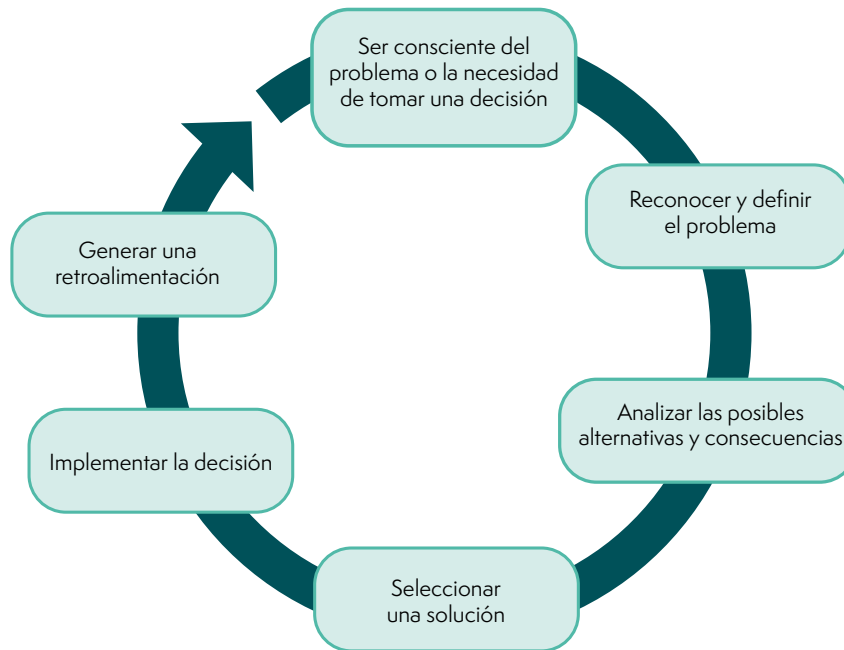 Ser consciente del
problema o la necesidad
de tomar una decisión
Reconocer y definir
el problema
Analizar las posibles
alternativas y consecuencias
Seleccionar
una solución
Implementar la decisión
Generar una
retroalimentación